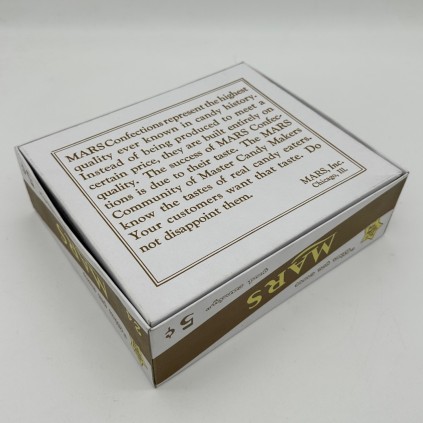 MARS Confections represent the highest
quality ever known in candy history.
Instead of being produced to meet a
certain price, they are built entirely on
quality. The success of MARS Confec-
tions is due to their taste. The MARS
Community of Master Candy Makers
know the tastes of real candy eaters.
Your customers want that taste. Do
not disappoint them.
MARS, Inc.
Chicago, Ill.
MARS
5¢